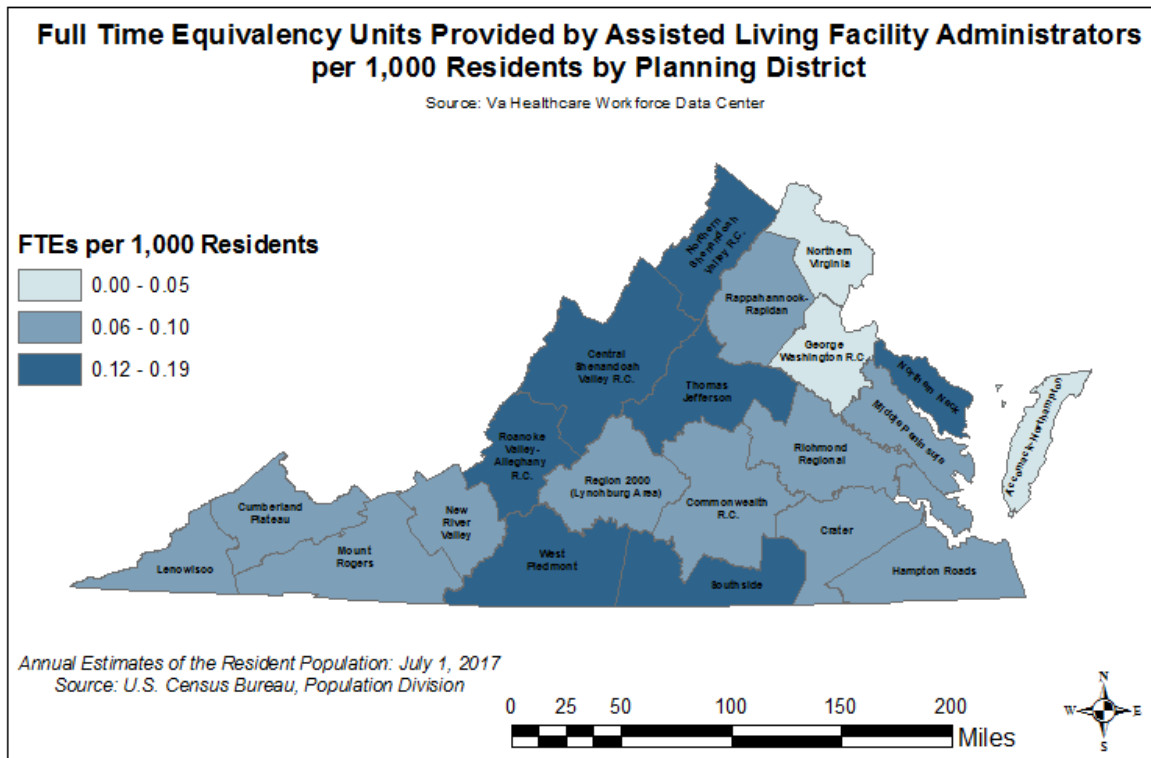 Full Time Equivalency Units Provided by Assisted Living Facility Administrators
per 1,000 Residents by Planning District
Source: Va Healthcare Workforce Data Center
FTEs per 1,000 Residents
0.00 - 0.05
0.06 - 0.10
0.12 - 0.19
Northern
Shenandoah
Valley R.C.
Northern
Virginia
Rappahannock-
Rapidan
George
Washington R.C.
Central
Shenandoah
Valley R.C.
Thomas
Jefferson
Northern Neck
Middle Peninsula
Accomack-Northampton
Roanoke
Valley-
Alleghany
R.C.
Richmond
Regional
Region 2000
(Lynchburg Area)
Commonwealth
R.C.
Cumberland
Plateau
New
River
Valley
Crater
Mount
Rogers
West
Piedmont
Lenowisco
Southside
Hampton Roads
Annual Estimates of the Resident Population: July 1, 2017
Source: U.S. Census Bureau, Population Division
0 25 50 100 150 200
Miles
N
W E
S